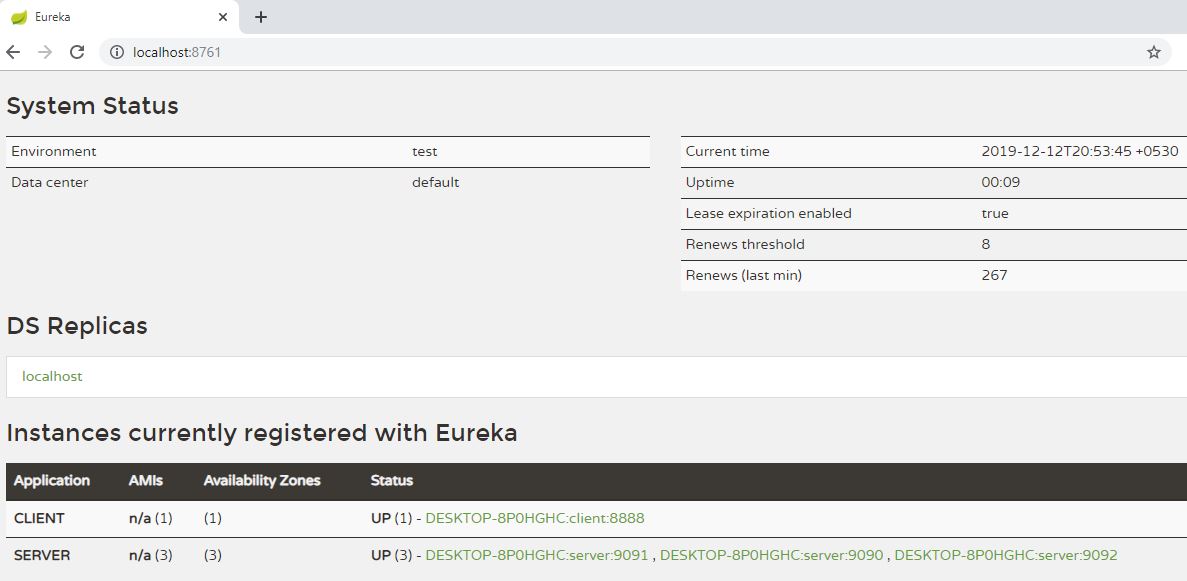 Eureka
localhost:8761
System Status
Environment test
Data center default
Current time 2019-12-12T20:53:45 +0530
Uptime 00:09
Lease expiration enabled true
Renews threshold 8
Renews (last min) 267
DS Replicas
localhost
Instances currently registered with Eureka
Application AMIs Availability Zones Status
CLIENT n/a (1) (1) UP (1) - DESKTOP-8P0HGHC:client:8888
SERVER n/a (3) (3) UP (3) - DESKTOP-8P0HGHC:server:9091 , DESKTOP-8P0HGHC:server:9090 , DESKTOP-8P0HGHC:server:9092